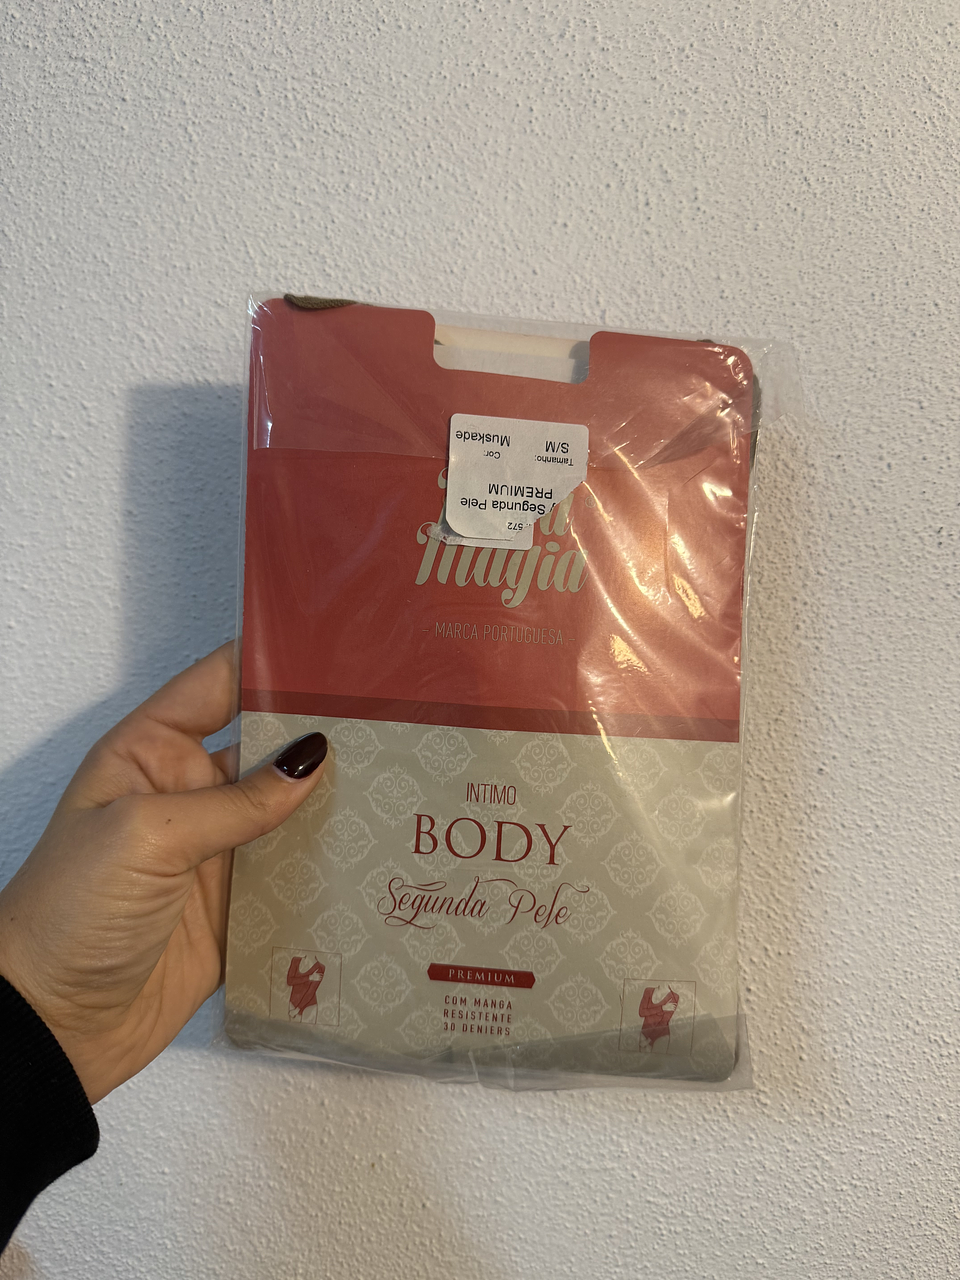 Tamanho:
S/M
Cor:
Muskade
Segunda Pele
PREMIUM
572
Magia
- MARCA PORTUGUESA -
INTIMO
BODY
Segunda Pele
PREMIUM
COM MANGA
RESISTENTE
30 DENIERS